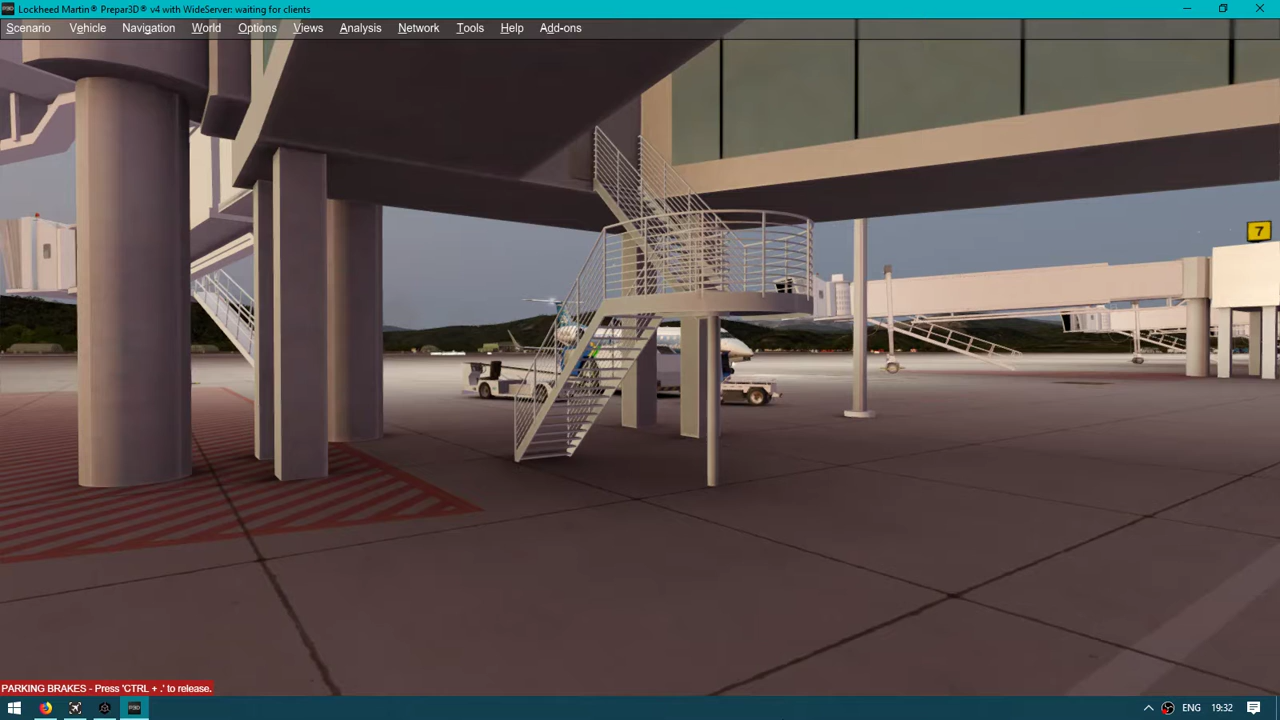 Lockheed Martin® Prepar3D® v4 with WideServer: waiting for clients
Scenario Vehicle Navigation World Options Views Analysis Network Tools Help Add-ons
7
PARKING BRAKES - Press 'CTRL + .' to release.
P3D
ENG 19:32